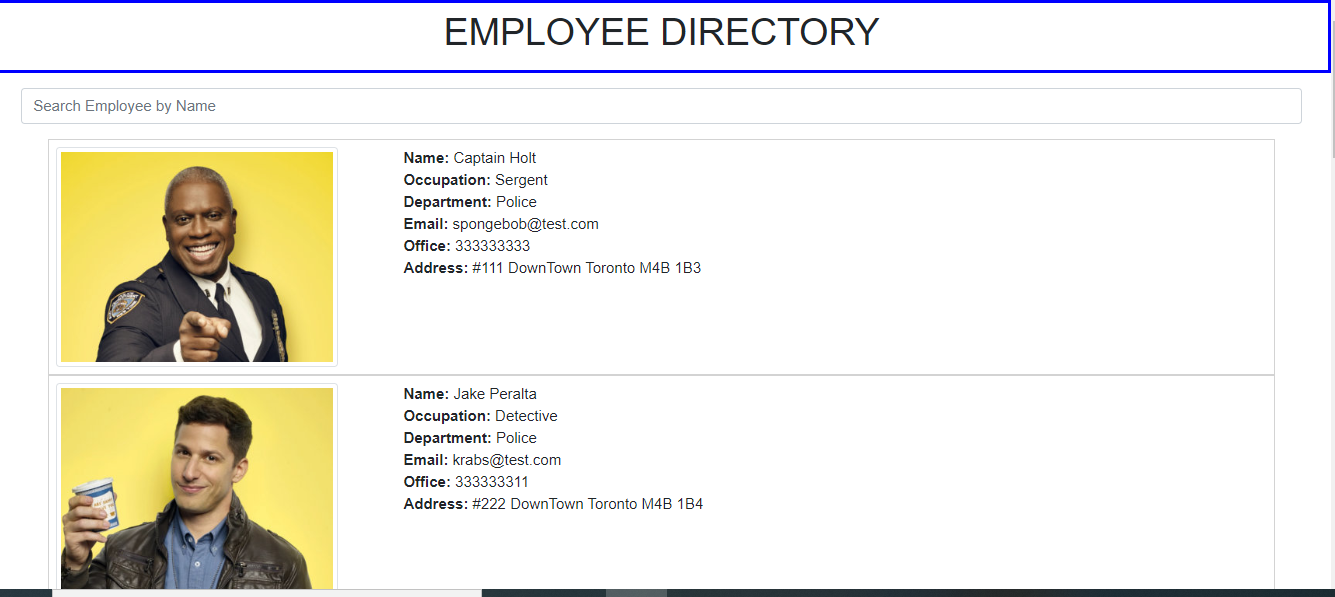 EMPLOYEE DIRECTORY
Search Employee by Name
Name: Captain Holt
Occupation: Sergent
Department: Police
Email: spongebob@test.com
Office: 333333333
Address: #111 DownTown Toronto M4B 1B3
Name: Jake Peralta
Occupation: Detective
Department: Police
Email: krabs@test.com
Office: 333333311
Address: #222 DownTown Toronto M4B 1B4